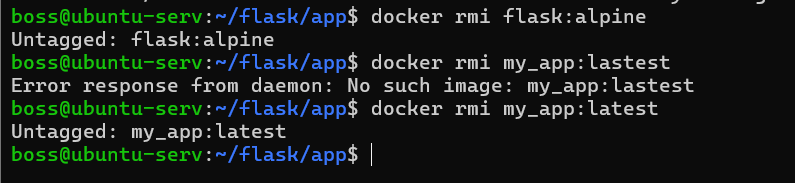 boss@ubuntu-serv:~/flask/app$ docker rmi flask:alpine
Untagged: flask:alpine
boss@ubuntu-serv:~/flask/app$ docker rmi my_app:lastest
Error response from daemon: No such image: my_app:lastest
boss@ubuntu-serv:~/flask/app$ docker rmi my_app:latest
Untagged: my_app:latest
boss@ubuntu-serv:~/flask/app$